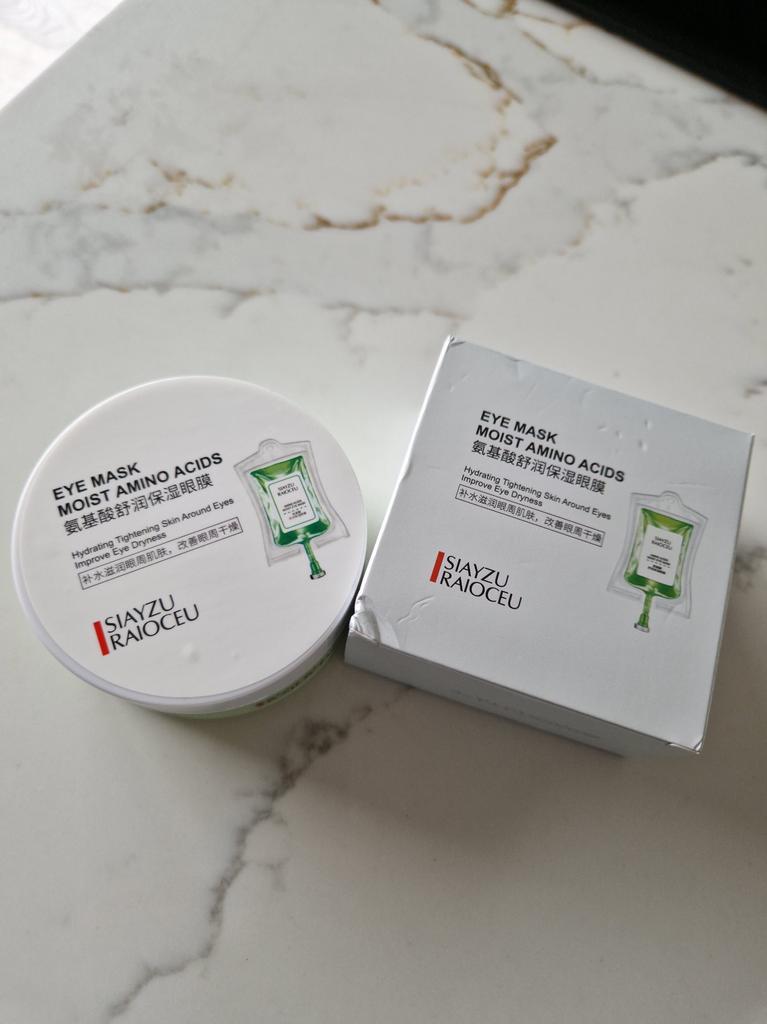 EYE MASK
MOIST AMINO ACIDS
氨基酸舒润保湿眼膜
Hydrating Tightening Skin Around Eyes
Improve Eye Dryness
补水滋润眼周肌肤，改善眼周干燥
SIAYZU
RAIOCEU
SIAYZU
RAIOCEU
EYE MASK
MOIST AMINO ACIDS
氨基酸舒润保湿眼膜
Hydrating Tightening Skin Around Eyes
Improve Eye Dryness
补水滋润眼周肌肤，改善眼周干燥
SIAYZU
RAIOCEU
SIAYZU
RAIOCEU